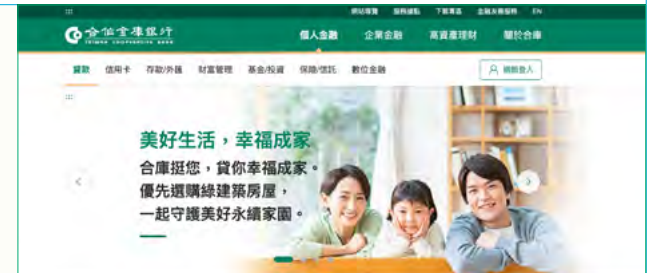 網站導覽 服務據點 下載專區 金融友善服務 EN
合作金庫銀行
TAIWAN COOPERATIVE BANK
個人金融 企業金融 高資產理財 關於合庫
貸款 信用卡 存款/外匯 財富管理 基金/投資 保險/信託 數位金融
網銀登入
美好生活,幸福成家
合庫挺您,貸你幸福成家。
優先選購綠建築房屋,
一起守護美好永續家園。